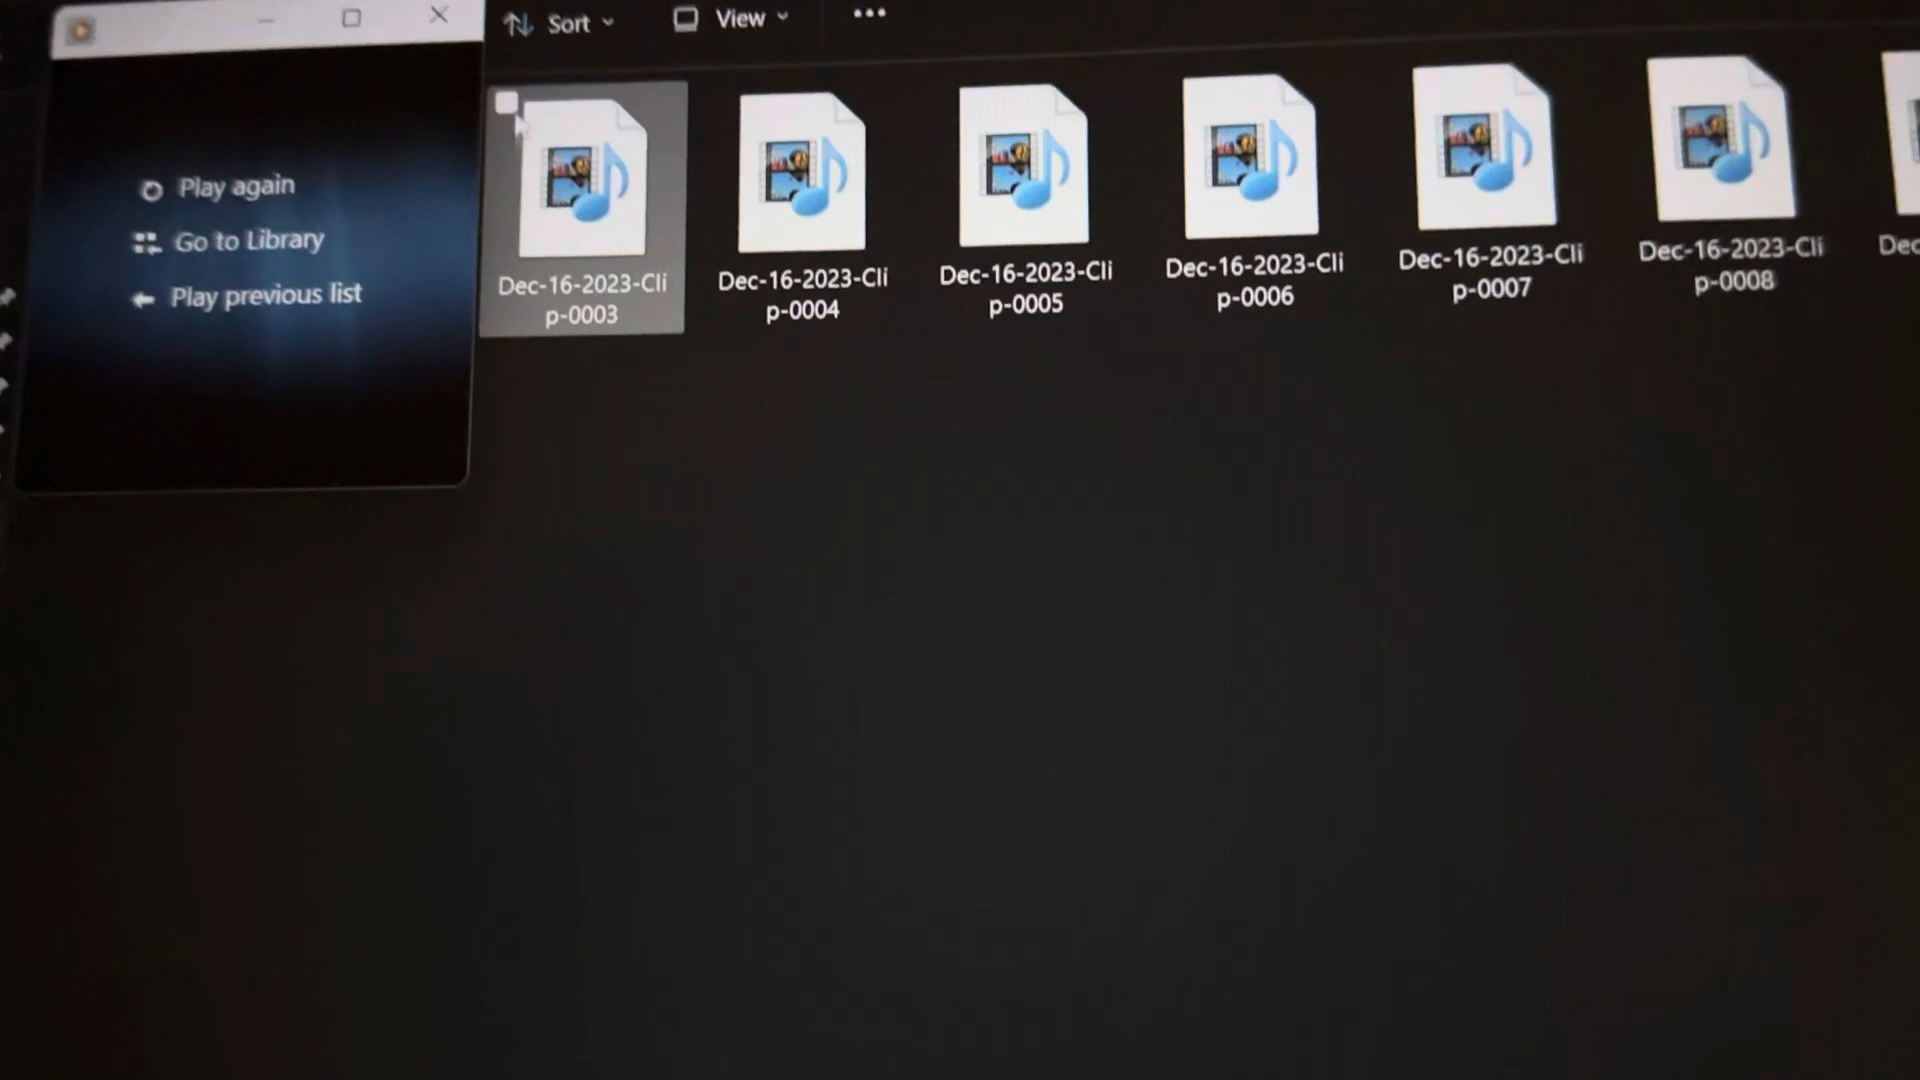 Sort
View
Play again
Go to Library
Play previous list
Dec-16-2023-Cli
p-0003
Dec-16-2023-Cli
p-0004
Dec-16-2023-Cli
p-0005
Dec-16-2023-Cli
p-0006
Dec-16-2023-Cli
p-0007
Dec-16-2023-Cli
p-0008
Dec